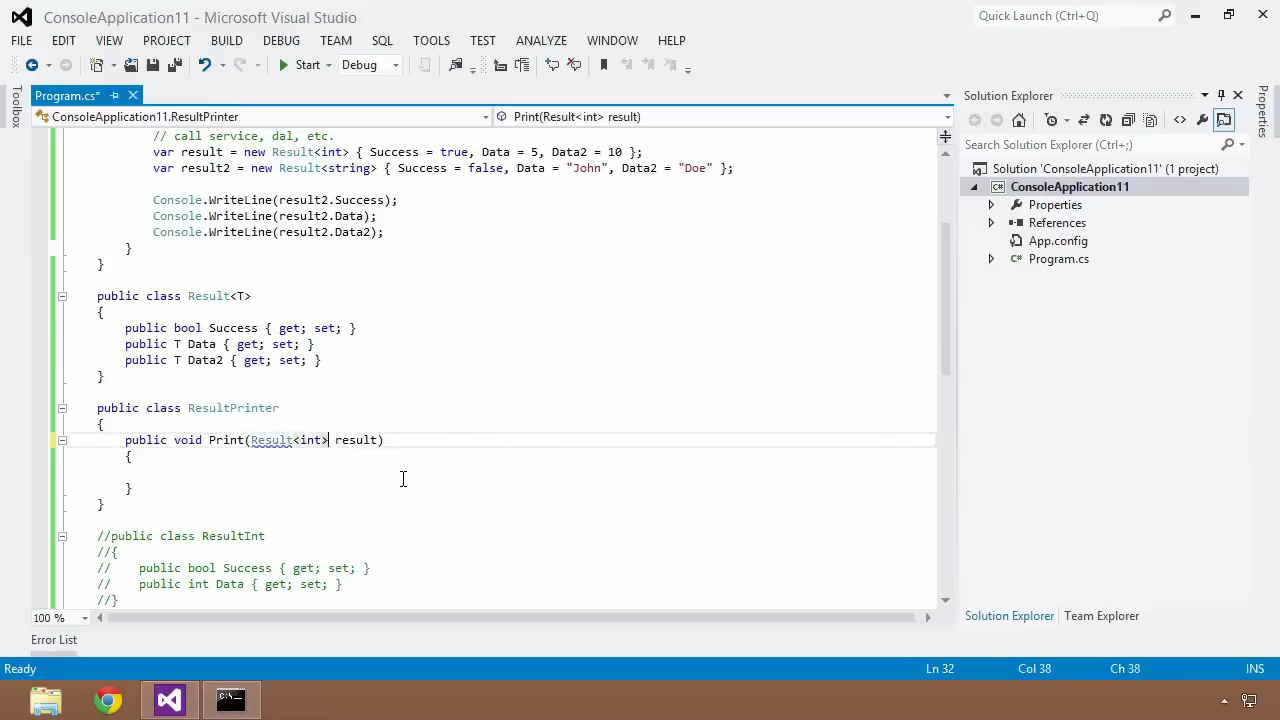 ConsoleApplication11 - Microsoft Visual Studio
Quick Launch (Ctrl+Q)
FILE EDIT VIEW PROJECT BUILD DEBUG TEAM SQL TOOLS TEST ANALYZE WINDOW HELP
Start Debug
Toolbox
Program.cs*
ConsoleApplication11.ResultPrinter
Print(Result<int> result)
// call service, dal, etc.
var result = new Result<int> { Success = true, Data = 5, Data2 = 10 };
var result2 = new Result<string> { Success = false, Data = "John", Data2 = "Doe" };
Console.WriteLine(result2.Success);
Console.WriteLine(result2.Data);
Console.WriteLine(result2.Data2);
}
}
public class Result<T>
{
public bool Success { get; set; }
public T Data { get; set; }
public T Data2 { get; set; }
}
public class ResultPrinter
{
public void Print(Result<int> result)
{
}
}
//public class ResultInt
//{
//    public bool Success { get; set; }
//    public int Data { get; set; }
//}
100 %
Solution Explorer
Search Solution Explorer (Ctrl+;)
Solution 'ConsoleApplication11' (1 project)
C# ConsoleApplication11
Properties
References
App.config
C# Program.cs
Solution Explorer Team Explorer
Properties
Error List
Ready
Ln 32 Col 38 Ch 38 INS